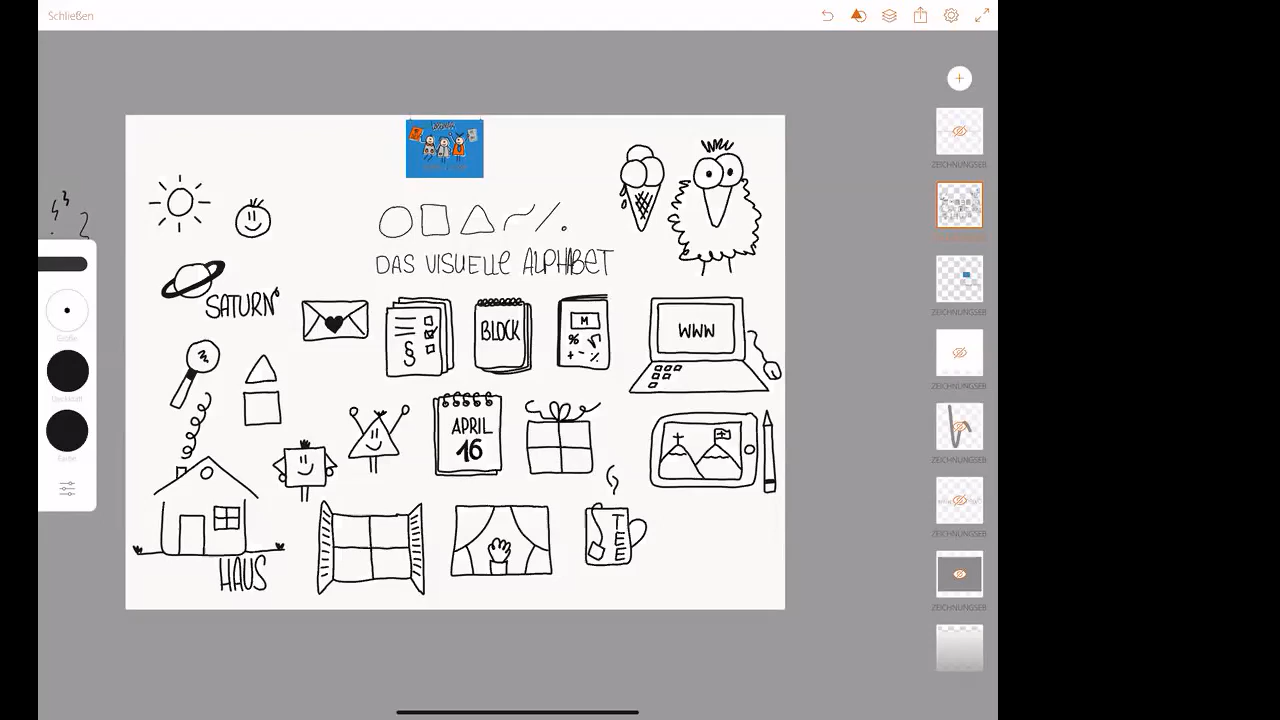 Schließen
ZEICHNUNGSEB
DAS VISUELLE ALPHABET
SATURN
ZEICHNUNGSEB
§
BLOCK
M
% √
+ - %
WWW
Größe
ZEICHNUNGSEB
Deckkraft
APRIL
16
Farbe
ZEICHNUNGSEB
ZEICHNUNGSEB
TEE
HAUS
ZEICHNUNGSEB